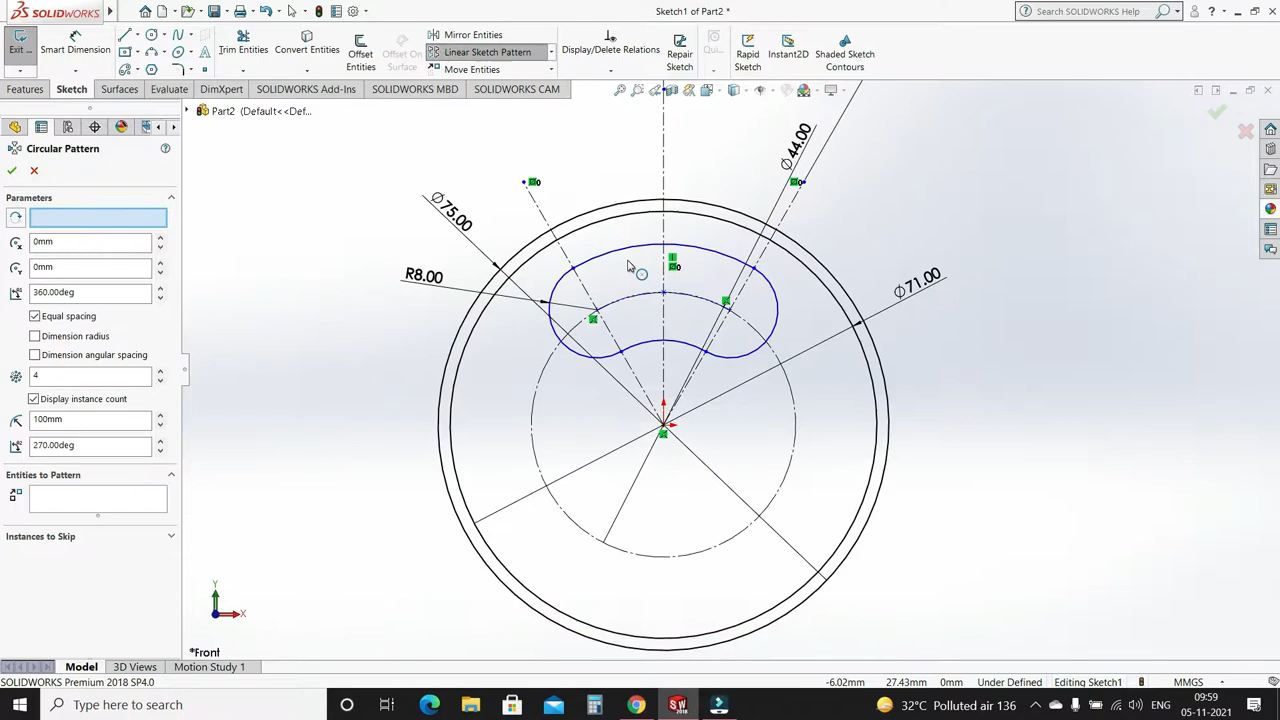 SOLIDWORKS
Sketch1 of Part2 *
Search SOLIDWORKS Help
?
Exit ...
Smart Dimension
Trim Entities
Convert Entities
Offset Entities
Offset On Surface
Mirror Entities
Linear Sketch Pattern
Move Entities
Display/Delete Relations
Repair Sketch
Qui...
Rapid Sketch
Instant2D
Shaded Sketch Contours
Features
Sketch
Surfaces
Evaluate
DimXpert
SOLIDWORKS Add-Ins
SOLIDWORKS MBD
SOLIDWORKS CAM
Part2 (Default<<Def...
Circular Pattern
Parameters
0mm
0mm
360.00deg
Equal spacing
Dimension radius
Dimension angular spacing
4
Display instance count
100mm
270.00deg
Entities to Pattern
Instances to Skip
Ø75.00
R8.00
Ø44.00
Ø71.00
0
0
0
Y
X
*Front
Model
3D Views
Motion Study 1
SOLIDWORKS Premium 2018 SP4.0
-6.02mm
27.43mm
0mm
Under Defined
Editing Sketch1
MMGS
Type here to search
SW
2018
32°C Polluted air 136
ENG
09:59
05-11-2021